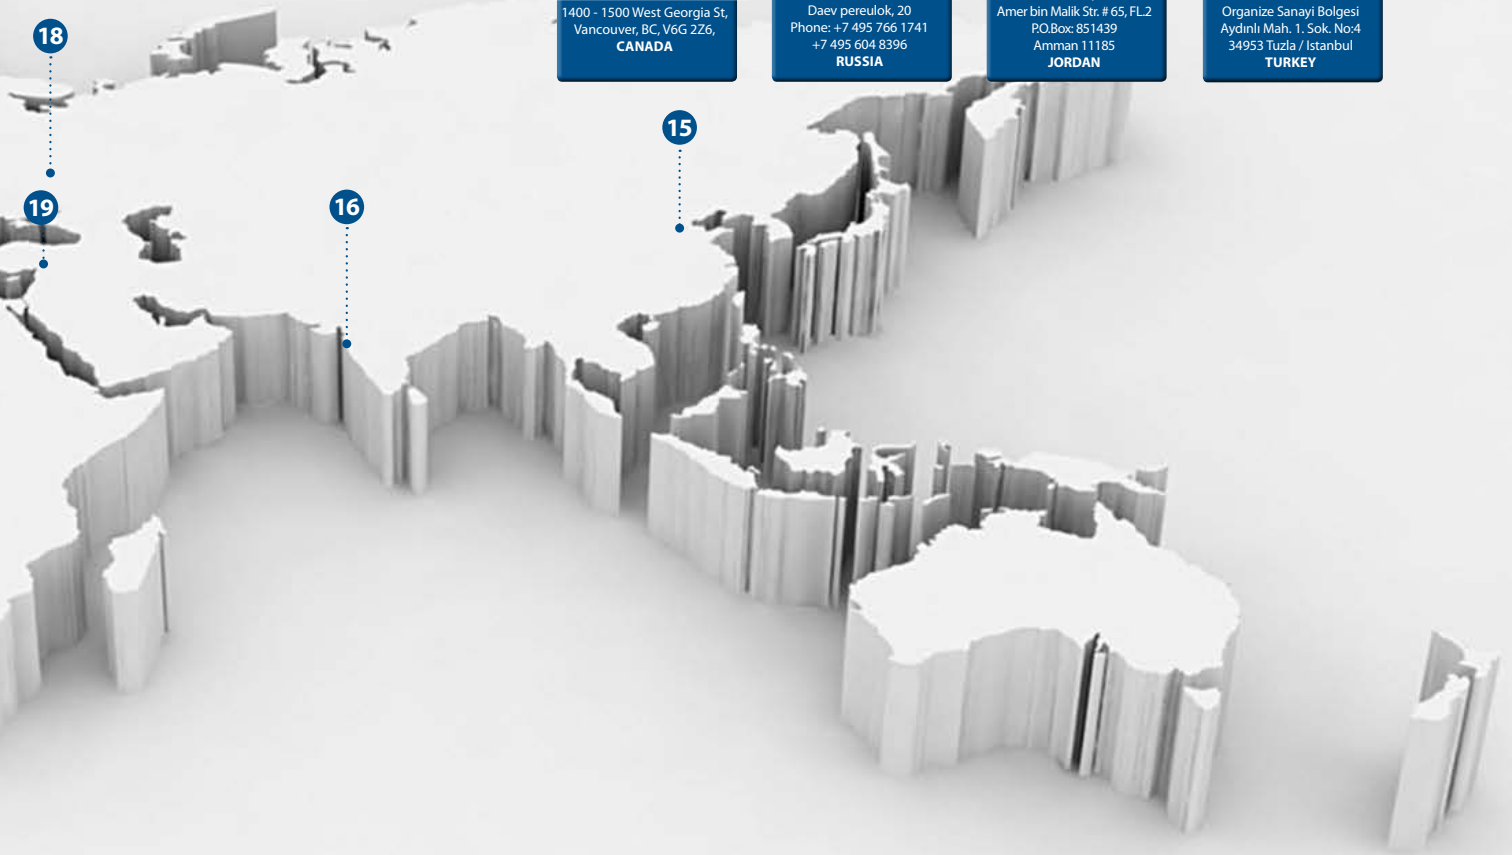 1400 - 1500 West Georgia St,
Vancouver, BC, V6G 2Z6,
CANADA
Daev pereulok, 20
Phone: +7 495 766 1741
+7 495 604 8396
RUSSIA
Amer bin Malik Str. # 65, FL.2
P.O.Box: 851439
Amman 11185
JORDAN
Organize Sanayi Bolgesi
Aydınlı Mah. 1. Sok. No:4
34953 Tuzla / Istanbul
TURKEY
18
15
19
16